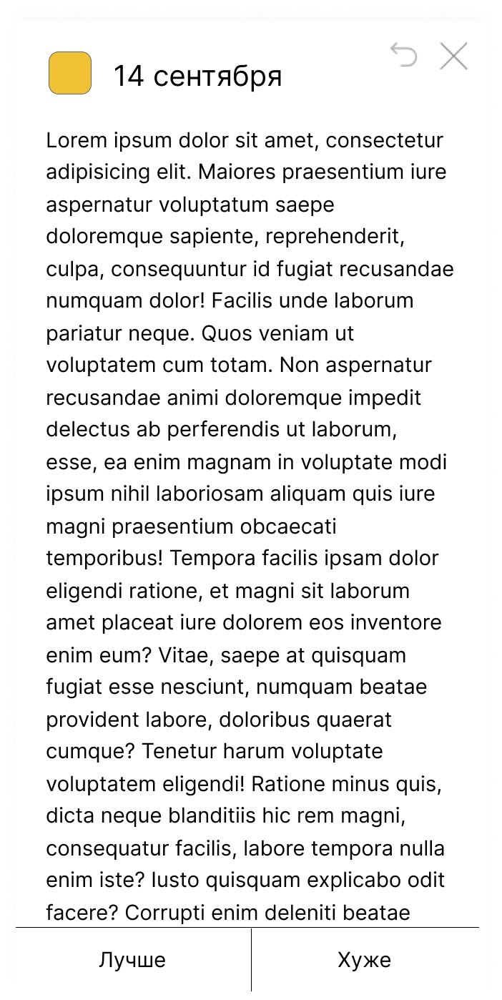 14 сентября
Lorem ipsum dolor sit amet, consectetur
adipisicing elit. Maiores praesentium iure
aspernatur voluptatum saepe
doloremque sapiente, reprehenderit,
culpa, consequuntur id fugiat recusandae
numquam dolor! Facilis unde laborum
pariatur neque. Quos veniam ut
voluptatem cum totam. Non aspernatur
recusandae animi doloremque impedit
delectus ab perferendis ut laborum,
esse, ea enim magnam in voluptate modi
ipsum nihil laboriosam aliquam quis iure
magni praesentium obcaecati
temporibus! Tempora facilis ipsam dolor
eligendi ratione, et magni sit laborum
amet placeat iure dolorem eos inventore
enim eum? Vitae, saepe at quisquam
fugiat esse nesciunt, numquam beatae
provident labore, doloribus quaerat
cumque? Tenetur harum voluptate
voluptatem eligendi! Ratione minus quis,
dicta neque blanditiis hic rem magni,
consequatur facilis, labore tempora nulla
enim iste? Iusto quisquam explicabo odit
facere? Corrupti enim deleniti beatae
Лучше
Хуже